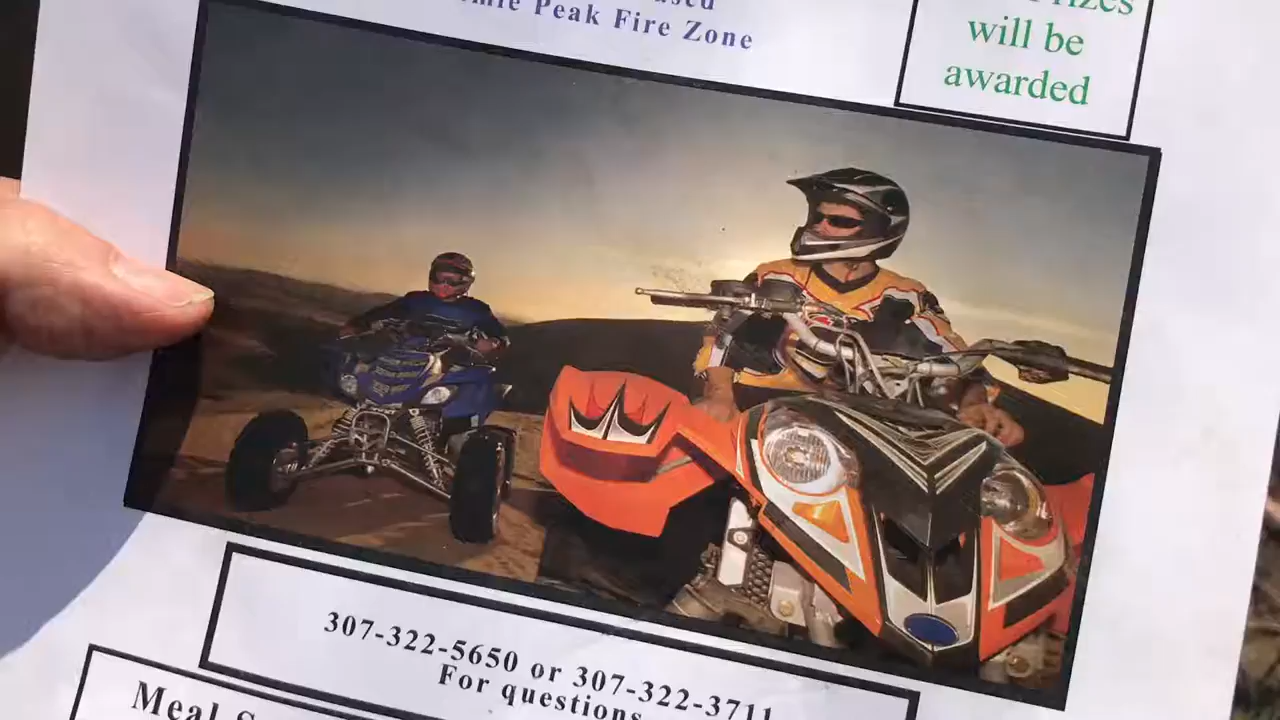 Peak Fire Zone
will be
awarded
307-322-5650 or 307-322-3711
For questions
Meal